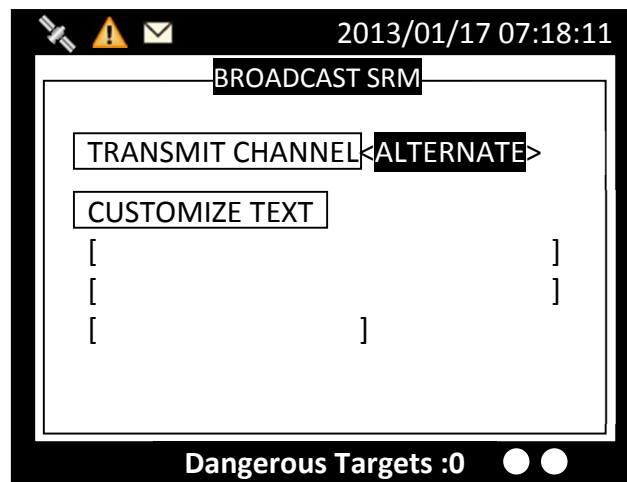 2013/01/17 07:18:11
BROADCAST SRM
TRANSMIT CHANNEL<ALTERNATE>
CUSTOMIZE TEXT
[ ]
[ ]
[ ]
Dangerous Targets :0